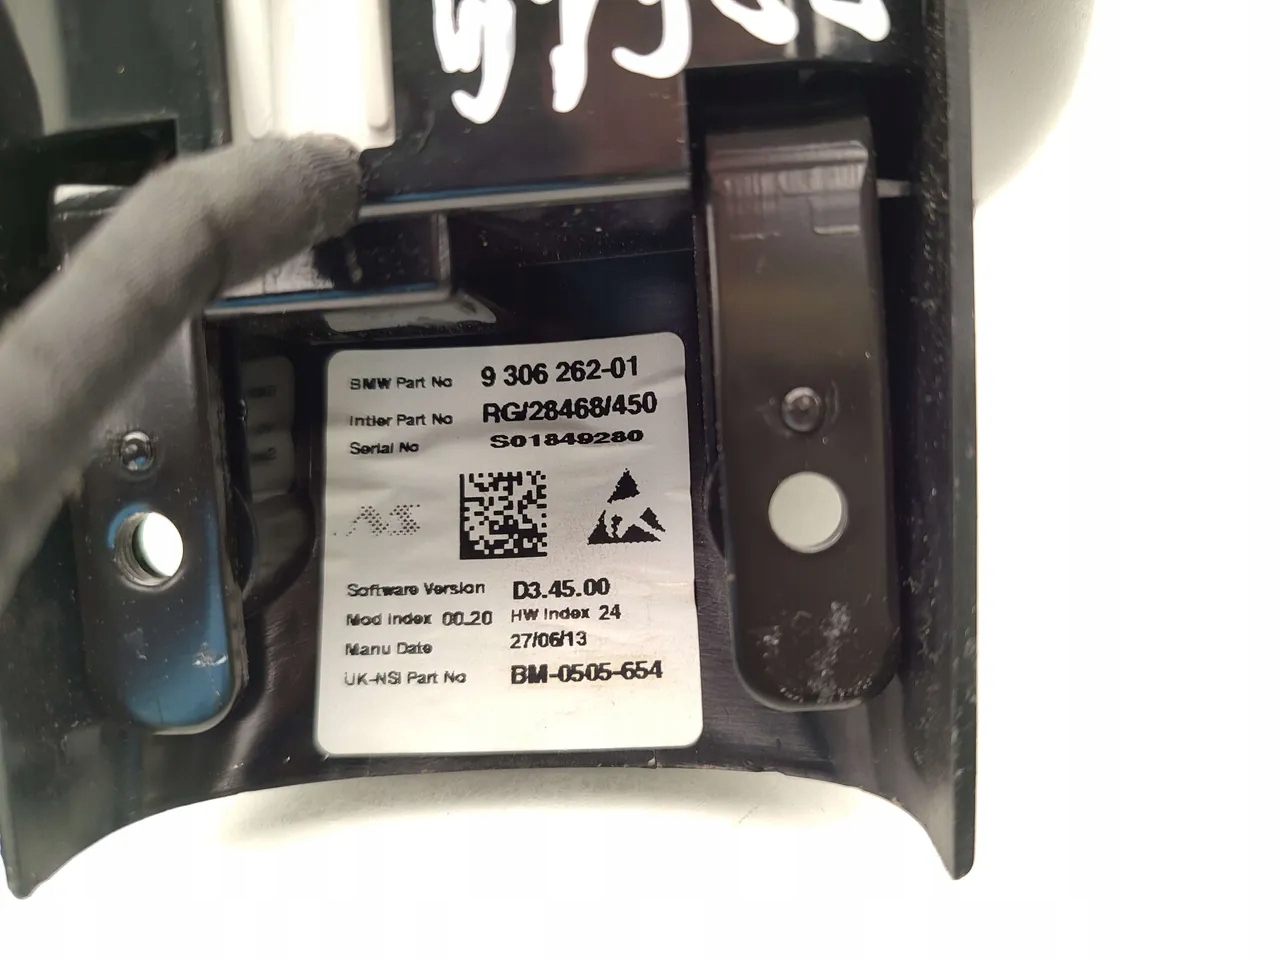 BMW Part No 9 306 262-01
Intier Part No RG/28468/450
Serial No S01849280
Software Version D3.45.00
Mod Index 00.20 HW Index 24
Manu Date 27/06/13
UK-NSI Part No BM-0505-654